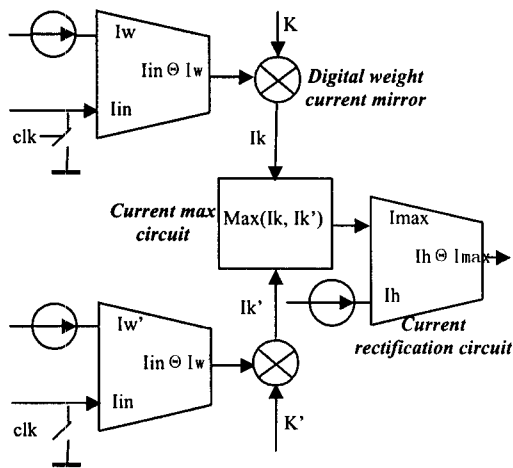 Iw
Iin Θ Iw
Iin
clk
K
Digital weight
current mirror
Ik
Current max
circuit
Max(Ik, Ik’)
Imax
Ih Θ Imax
Ih
Current
rectification circuit
Ik’
Iw’
Iin Θ Iw
Iin
clk
K’